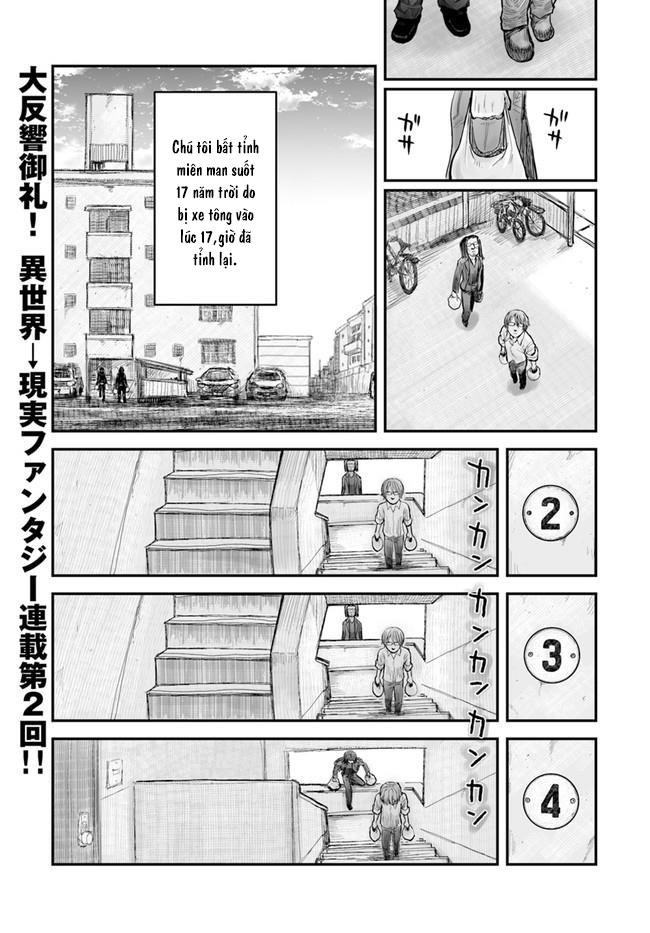 ガサ
ガサ
大反響御礼! 異世界→現実ファンタジー連載第2回!!
Chú tôi bất tỉnh
miên man suốt
17 năm trời do
bị xe tông vào
lúc 17,giờ đã
tỉnh lại.
2
カンカン
3
カンカンカン
4
カンカン